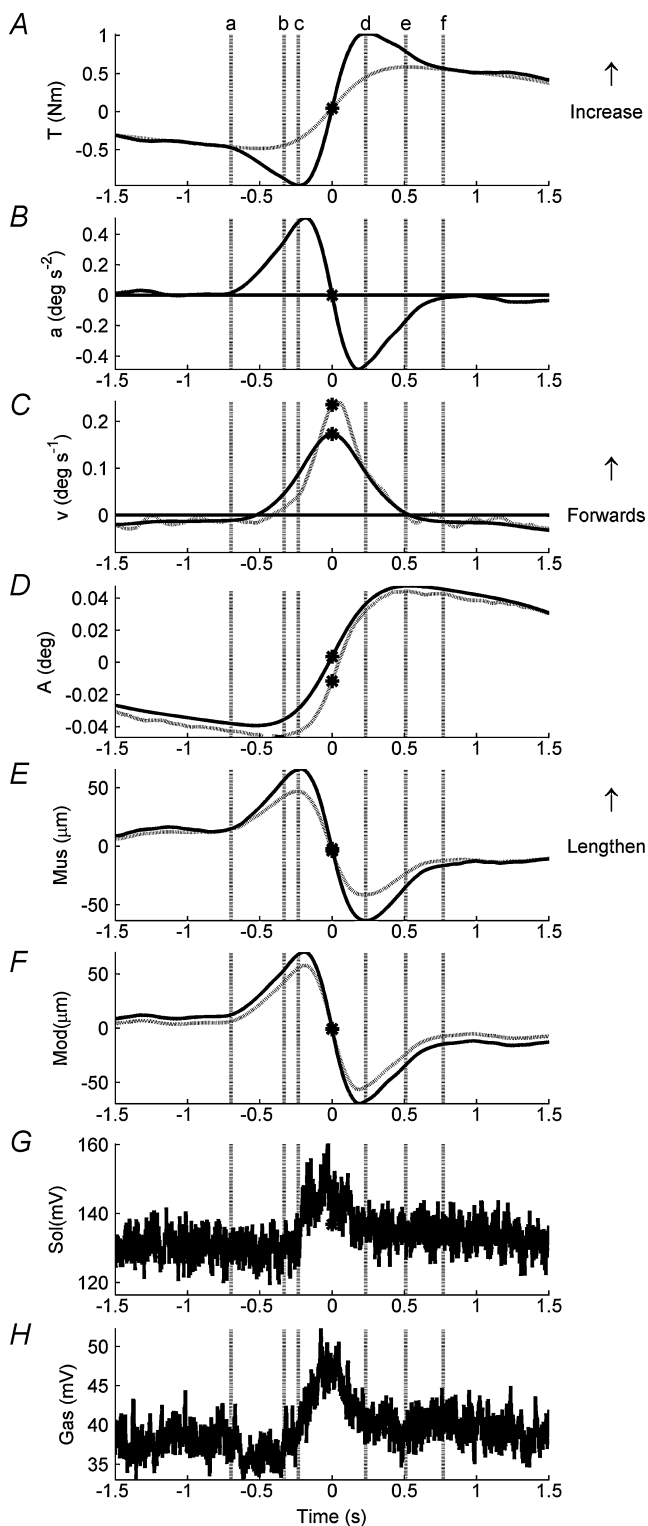 A
a b c d e f
1
0.5
0
-0.5
T (Nm)
-1.5 -1 -0.5 0 0.5 1 1.5
↑
Increase
B
0.4
0.2
0
-0.2
-0.4
a (deg s-2)
-1.5 -1 -0.5 0 0.5 1 1.5
C
0.2
0.1
0
v (deg s-1)
-1.5 -1 -0.5 0 0.5 1 1.5
↑
Forwards
D
0.04
0.02
0
-0.02
-0.04
A (deg)
-1.5 -1 -0.5 0 0.5 1 1.5
E
50
0
-50
Mus (μm)
-1.5 -1 -0.5 0 0.5 1 1.5
↑
Lengthen
F
50
0
-50
Mod(μm)
-1.5 -1 -0.5 0 0.5 1 1.5
G
160
140
120
Sol(mV)
-1.5 -1 -0.5 0 0.5 1 1.5
H
50
45
40
35
Gas (mV)
-1.5 -1 -0.5 0 0.5 1 1.5
Time (s)